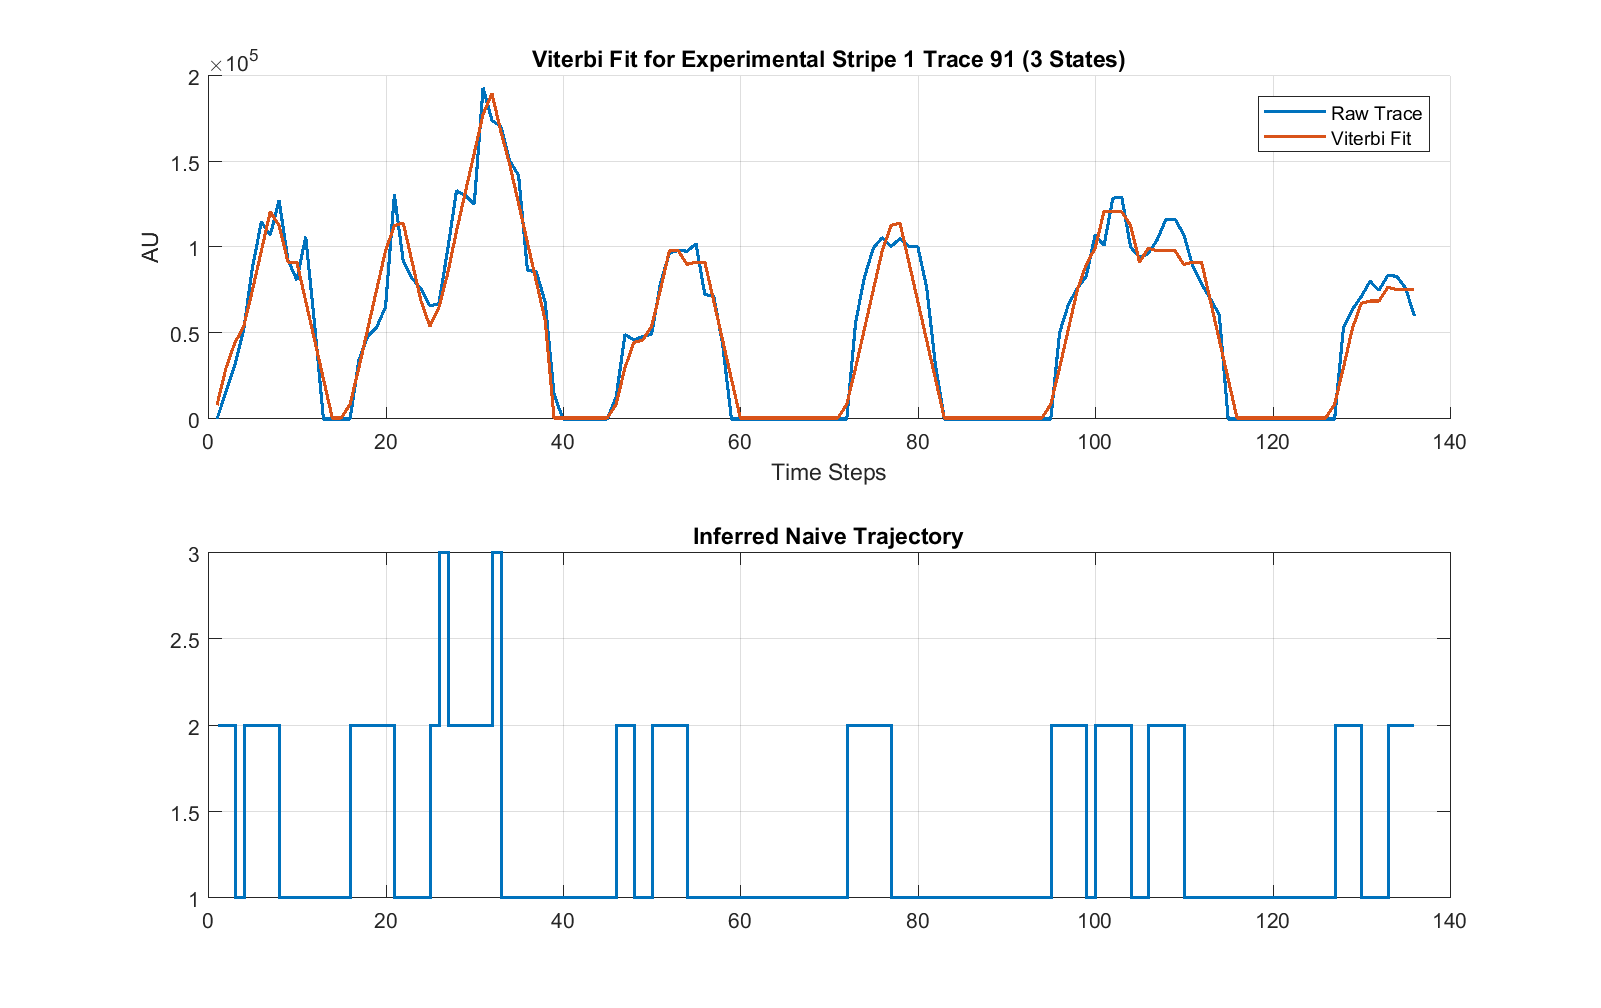 Viterbi Fit for Experimental Stripe 1 Trace 91 (3 States)
×10^5
2
1.5
1
0.5
0
AU
Raw Trace
Viterbi Fit
0 20 40 60 80 100 120 140
Time Steps
Inferred Naive Trajectory
3
2.5
2
1.5
1
0 20 40 60 80 100 120 140